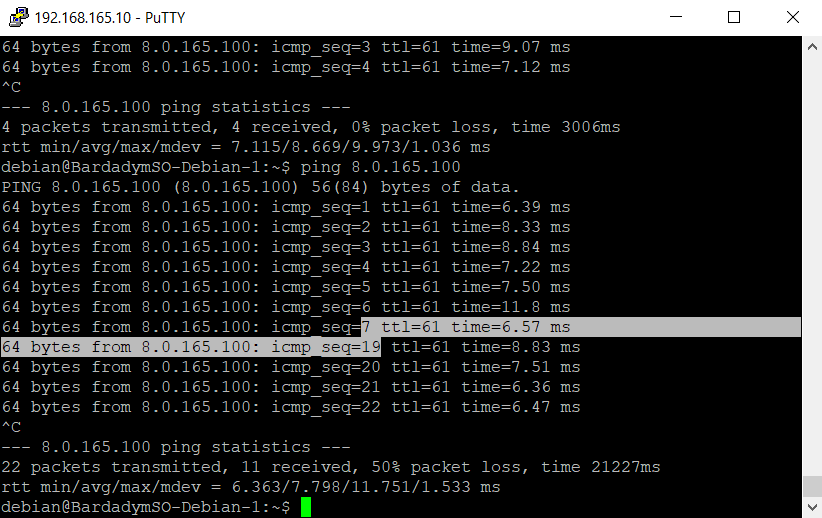 192.168.165.10 - PuTTY
64 bytes from 8.0.165.100: icmp_seq=3 ttl=61 time=9.07 ms
64 bytes from 8.0.165.100: icmp_seq=4 ttl=61 time=7.12 ms
^C
--- 8.0.165.100 ping statistics ---
4 packets transmitted, 4 received, 0% packet loss, time 3006ms
rtt min/avg/max/mdev = 7.115/8.669/9.973/1.036 ms
debian@BardadymSO-Debian-1:~$ ping 8.0.165.100
PING 8.0.165.100 (8.0.165.100) 56(84) bytes of data.
64 bytes from 8.0.165.100: icmp_seq=1 ttl=61 time=6.39 ms
64 bytes from 8.0.165.100: icmp_seq=2 ttl=61 time=8.33 ms
64 bytes from 8.0.165.100: icmp_seq=3 ttl=61 time=8.84 ms
64 bytes from 8.0.165.100: icmp_seq=4 ttl=61 time=7.22 ms
64 bytes from 8.0.165.100: icmp_seq=5 ttl=61 time=7.50 ms
64 bytes from 8.0.165.100: icmp_seq=6 ttl=61 time=11.8 ms
64 bytes from 8.0.165.100: icmp_seq=7 ttl=61 time=6.57 ms
64 bytes from 8.0.165.100: icmp_seq=19 ttl=61 time=8.83 ms
64 bytes from 8.0.165.100: icmp_seq=20 ttl=61 time=7.51 ms
64 bytes from 8.0.165.100: icmp_seq=21 ttl=61 time=6.36 ms
64 bytes from 8.0.165.100: icmp_seq=22 ttl=61 time=6.47 ms
^C
--- 8.0.165.100 ping statistics ---
22 packets transmitted, 11 received, 50% packet loss, time 21227ms
rtt min/avg/max/mdev = 6.363/7.798/11.751/1.533 ms
debian@BardadymSO-Debian-1:~$